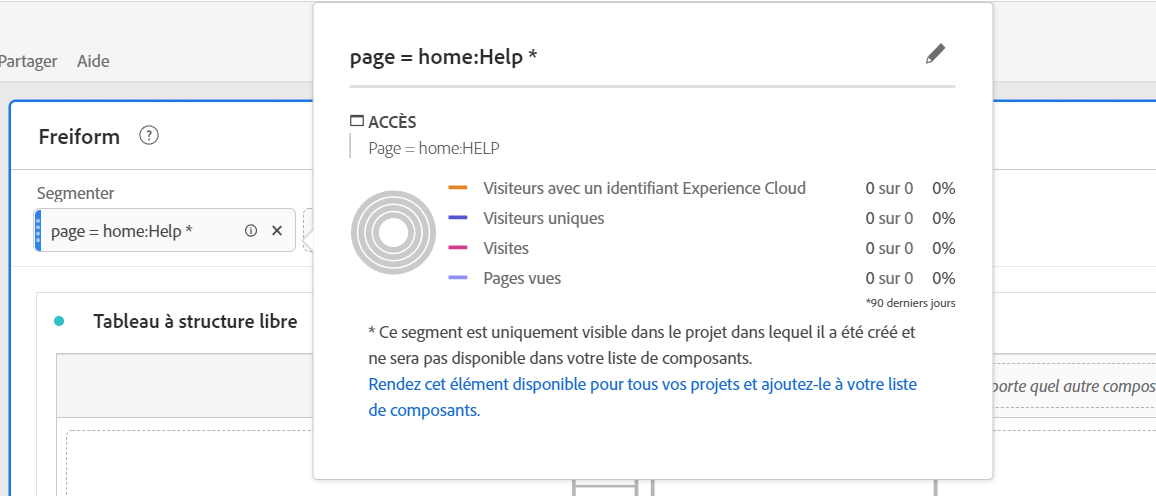 Partager Aide
Freiform ?
Segmenter
page = home:Help *
Tableau à structure libre
page = home:Help *
ACCÈS
Page = home:HELP
Visiteurs avec un identifiant Experience Cloud 0 sur 0 0%
Visiteurs uniques 0 sur 0 0%
Visites 0 sur 0 0%
Pages vues 0 sur 0 0%
*90 derniers jours
* Ce segment est uniquement visible dans le projet dans lequel il a été créé et
ne sera pas disponible dans votre liste de composants.
Rendez cet élément disponible pour tous vos projets et ajoutez-le à votre liste
de composants.
porte quel autre compos